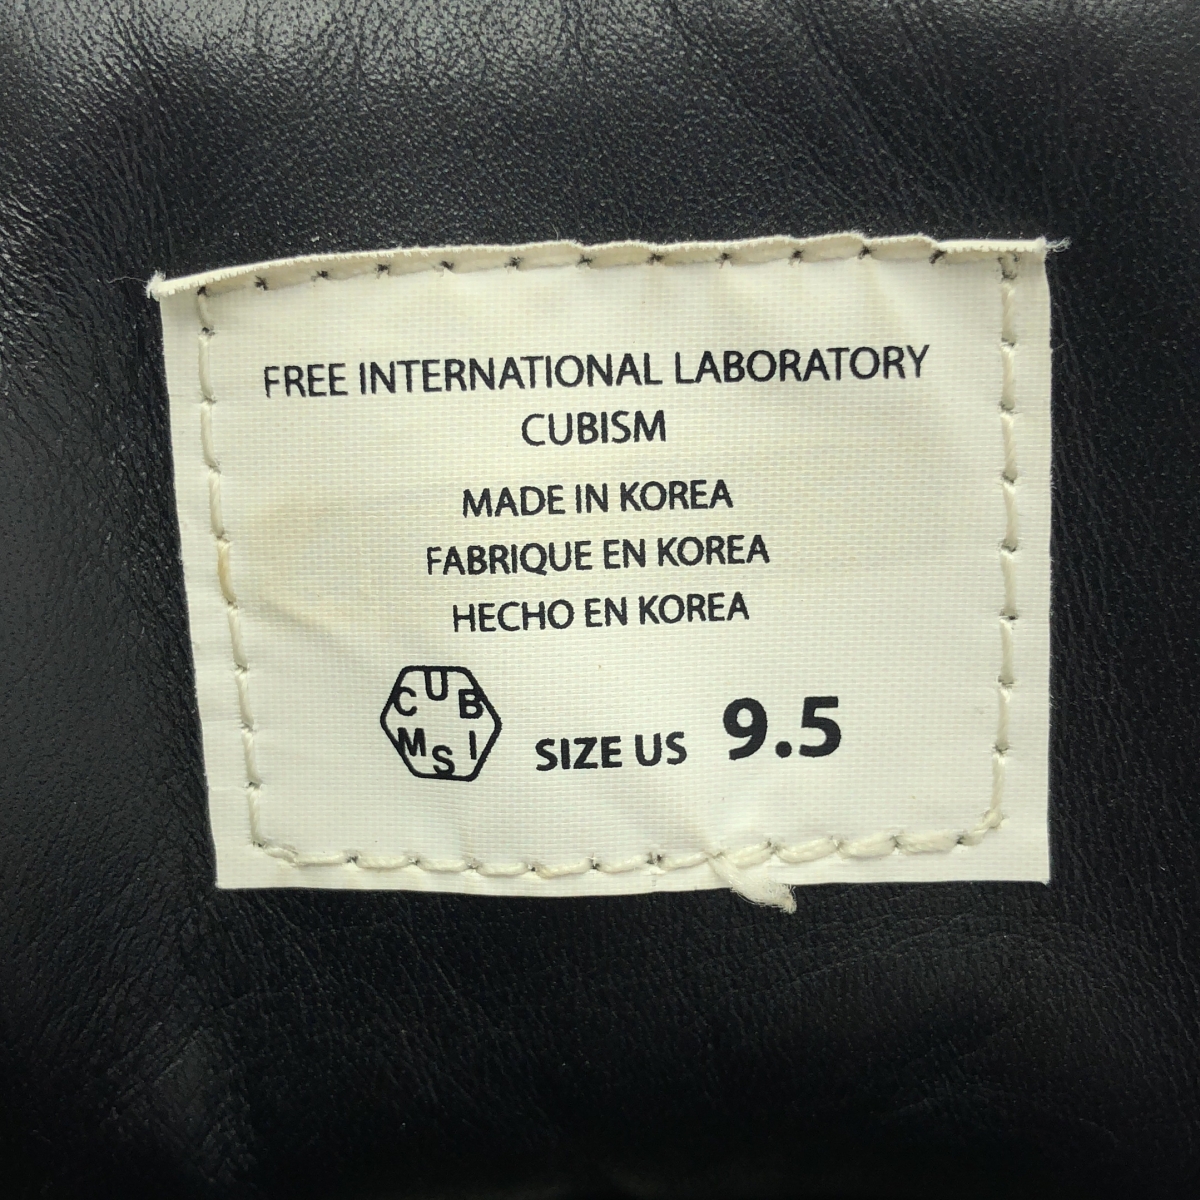 FREE INTERNATIONAL LABORATORY
CUBISM
MADE IN KOREA
FABRIQUE EN KOREA
HECHO EN KOREA
CUBISM
SIZE US 9.5